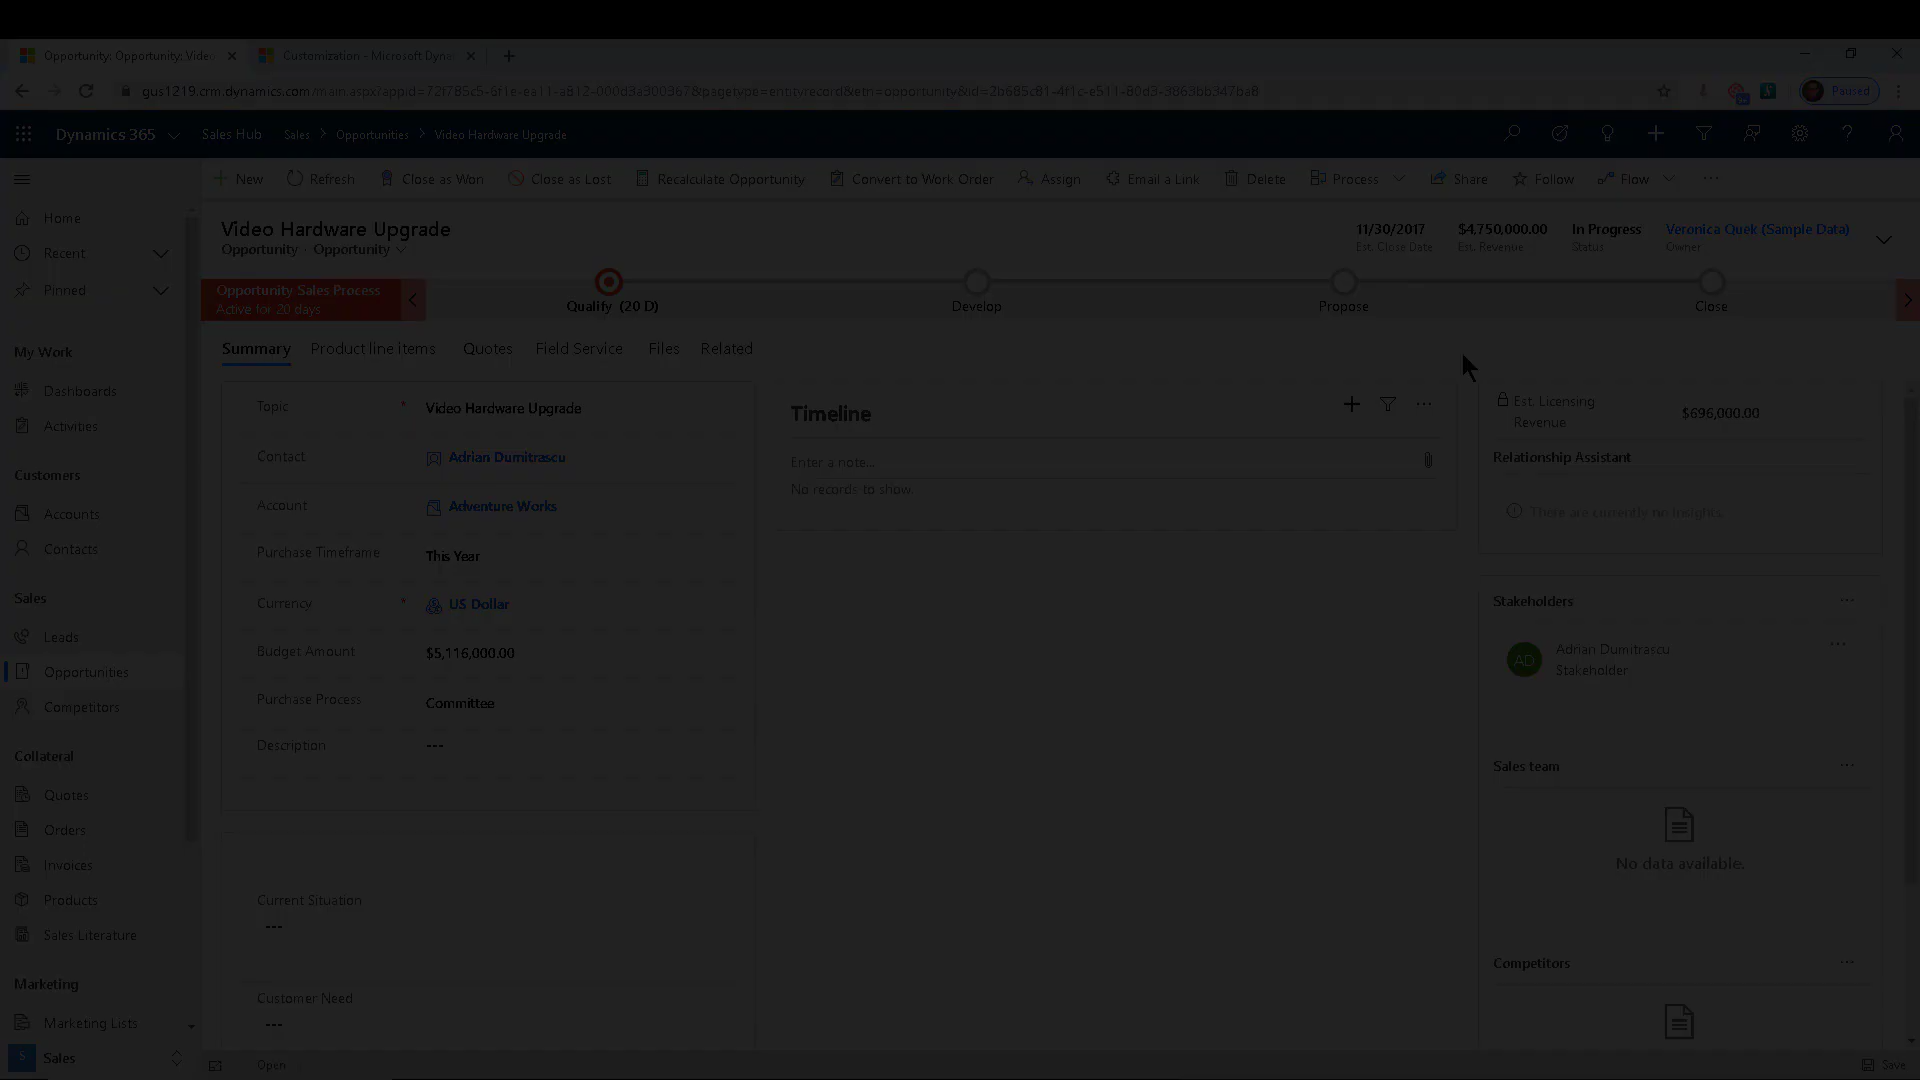 Opportunity: Opportunity: Video
Customization - Microsoft Dyna
gus1219.crm.dynamics.com/main.aspx?appid=72f785c5-6f1e-ea11-a812-000d3a300367&pagetype=entityrecord&etn=opportunity&id=2b665c81-4f1c-e511-80d3-3863bb347ba8
Paused
Dynamics 365
Sales Hub
Sales > Opportunities > Video Hardware Upgrade
New
Refresh
Close as Won
Close as Lost
Recalculate Opportunity
Convert to Work Order
Assign
Email a Link
Delete
Process
Share
Follow
Flow
Home
Recent
Pinned
My Work
Dashboards
Activities
Customers
Accounts
Contacts
Sales
Leads
Opportunities
Competitors
Collateral
Quotes
Orders
Invoices
Products
Sales Literature
Marketing
Marketing Lists
S
Sales
Video Hardware Upgrade
Opportunity · Opportunity
11/30/2017
Est. Close Date
$4,750,000.00
Est. Revenue
In Progress
Status
Veronica Quek (Sample Data)
Owner
Opportunity Sales Process
Active for 20 days
Qualify (20 D)
Develop
Propose
Close
Summary
Product line items
Quotes
Field Service
Files
Related
Topic * Video Hardware Upgrade
Contact Adrian Dumitrascu
Account Adventure Works
Purchase Timeframe This Year
Currency * US Dollar
Budget Amount $5,116,000.00
Purchase Process Committee
Description ---
Current Situation
---
Customer Need
---
Timeline
Enter a note...
No records to show.
Est. Licensing
Revenue
$696,000.00
Relationship Assistant
There are currently no insights.
Stakeholders
AD
Adrian Dumitrascu
Stakeholder
Sales team
No data available.
Competitors
Open
Save